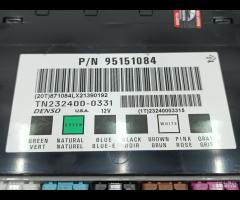 P/N 95151084
(20T)871084LX21390192
TN232400-0331
(1T)23240003315
DENSO U.S.A. 12V
GREEN NATURAL BLUE BLACK BROWN PINK GRAY
VERT NATUREL BLEU-E NOIR BRUN ROSE GRIS
WHITE